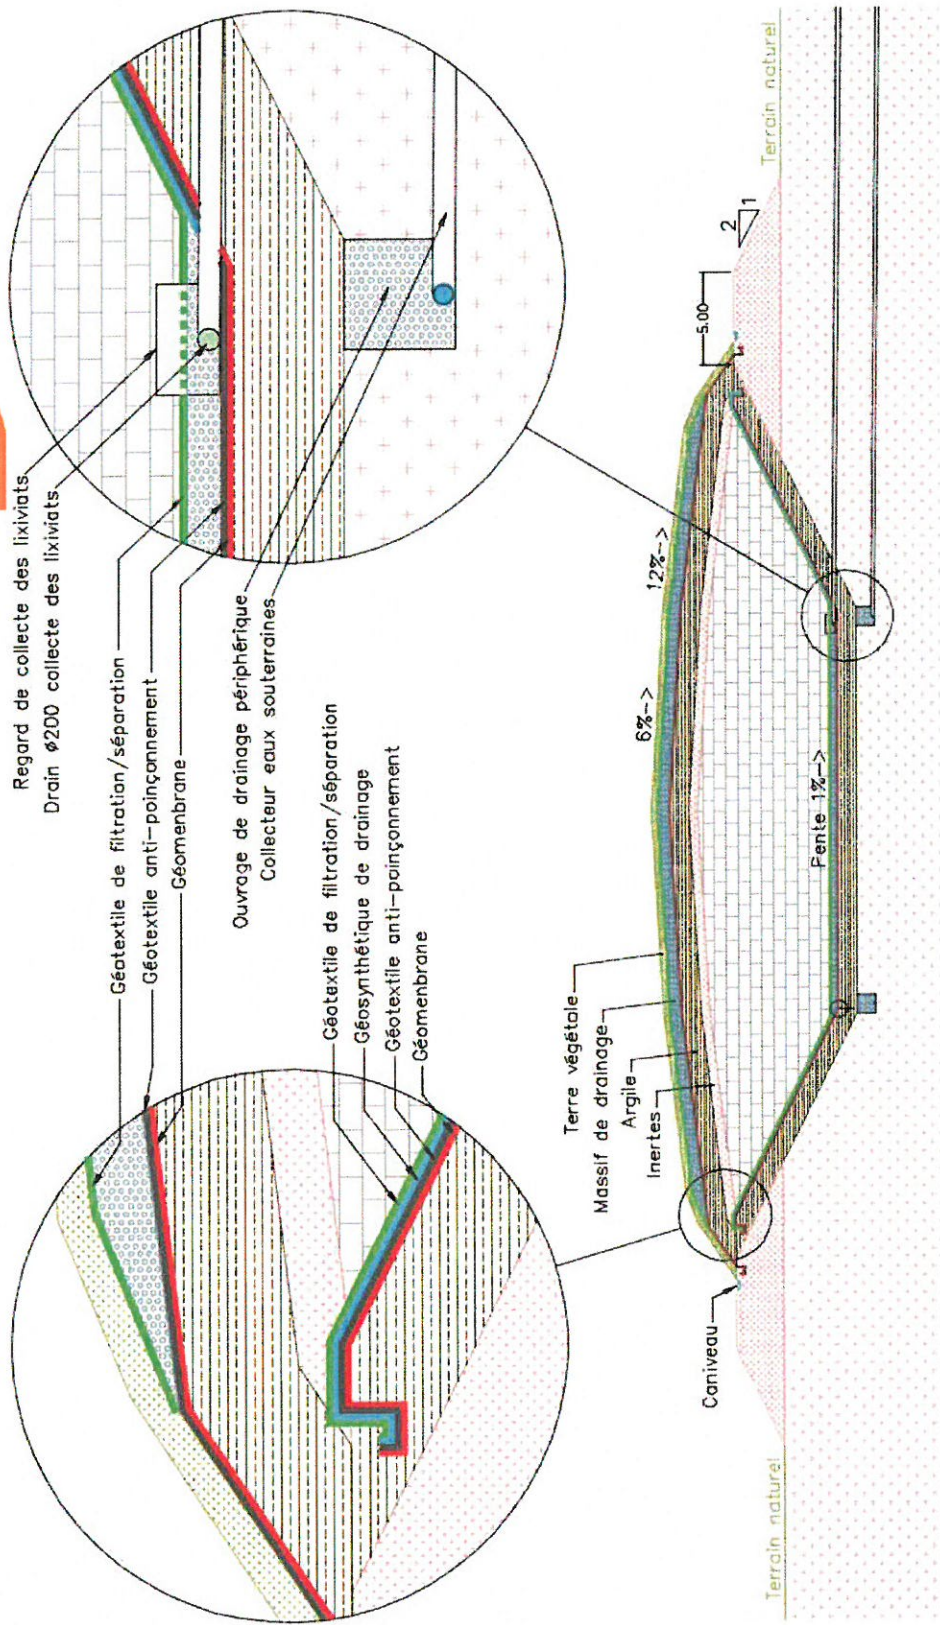 Regard de collecte des lixiviats
Drain ø200 collecte des lixiviats
Géotextile de filtration/séparation
Géotextile anti-poinçonnement
Géomenbrane
Ouvrage de drainage périphérique
Collecteur eaux souterraines
Géotextile de filtration/séparation
Géosynthétique de drainage
Géotextile anti-poinçonnement
Géomenbrane
Terre végétale
Massif de drainage
Argile
Inertes
Caniveau
6%-->
12%-->
Pente 1%-->
5.00
2
1
Terrain naturel
Terrain naturel